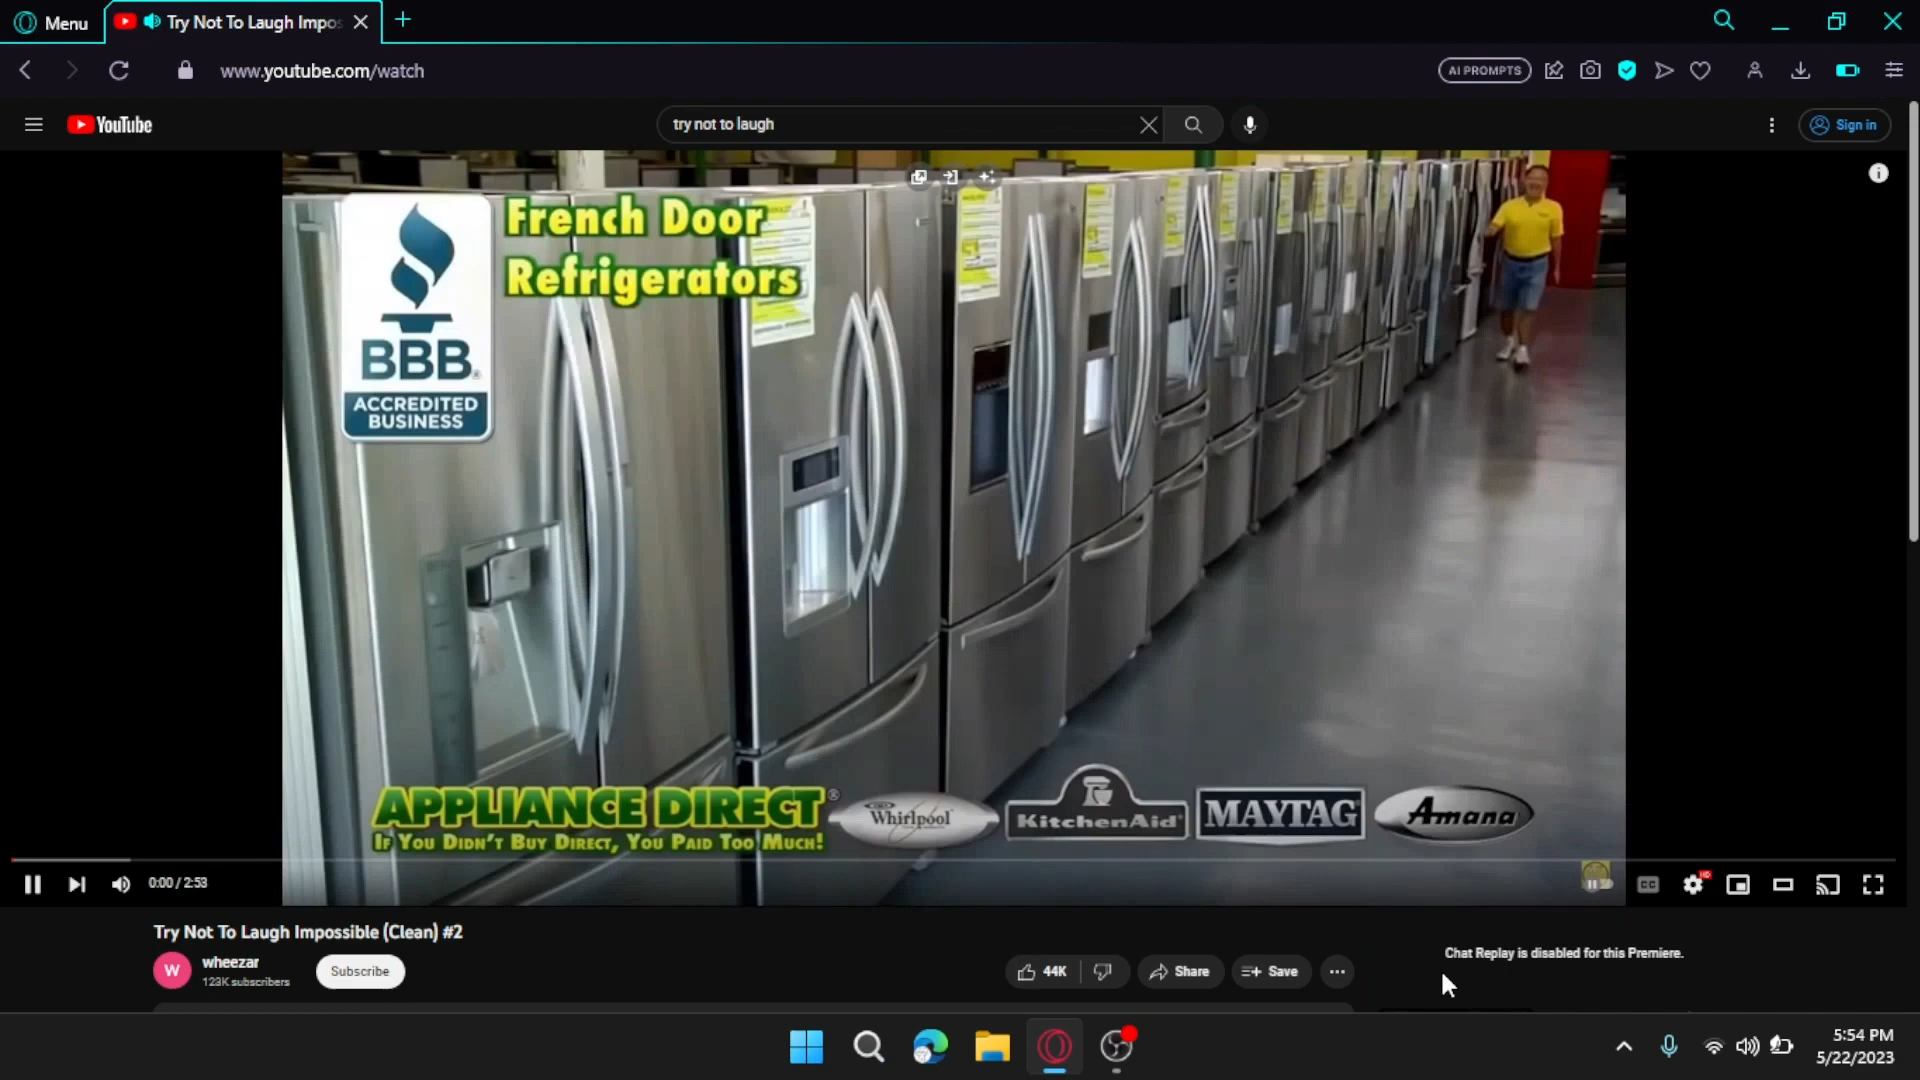 Menu
Try Not To Laugh Impos
www.youtube.com/watch
AI PROMPTS
YouTube
try not to laugh
Sign in
French Door
Refrigerators
BBB
ACCREDITED
BUSINESS
APPLIANCE DIRECT®
IF YOU DIDN'T BUY DIRECT, YOU PAID TOO MUCH!
Whirlpool
KitchenAid
MAYTAG
Amana
0:00 / 2:53
CC
HD
Try Not To Laugh Impossible (Clean) #2
W
wheezar
123K subscribers
Subscribe
44K
Share
Save
Chat Replay is disabled for this Premiere.
5:54 PM
5/22/2023